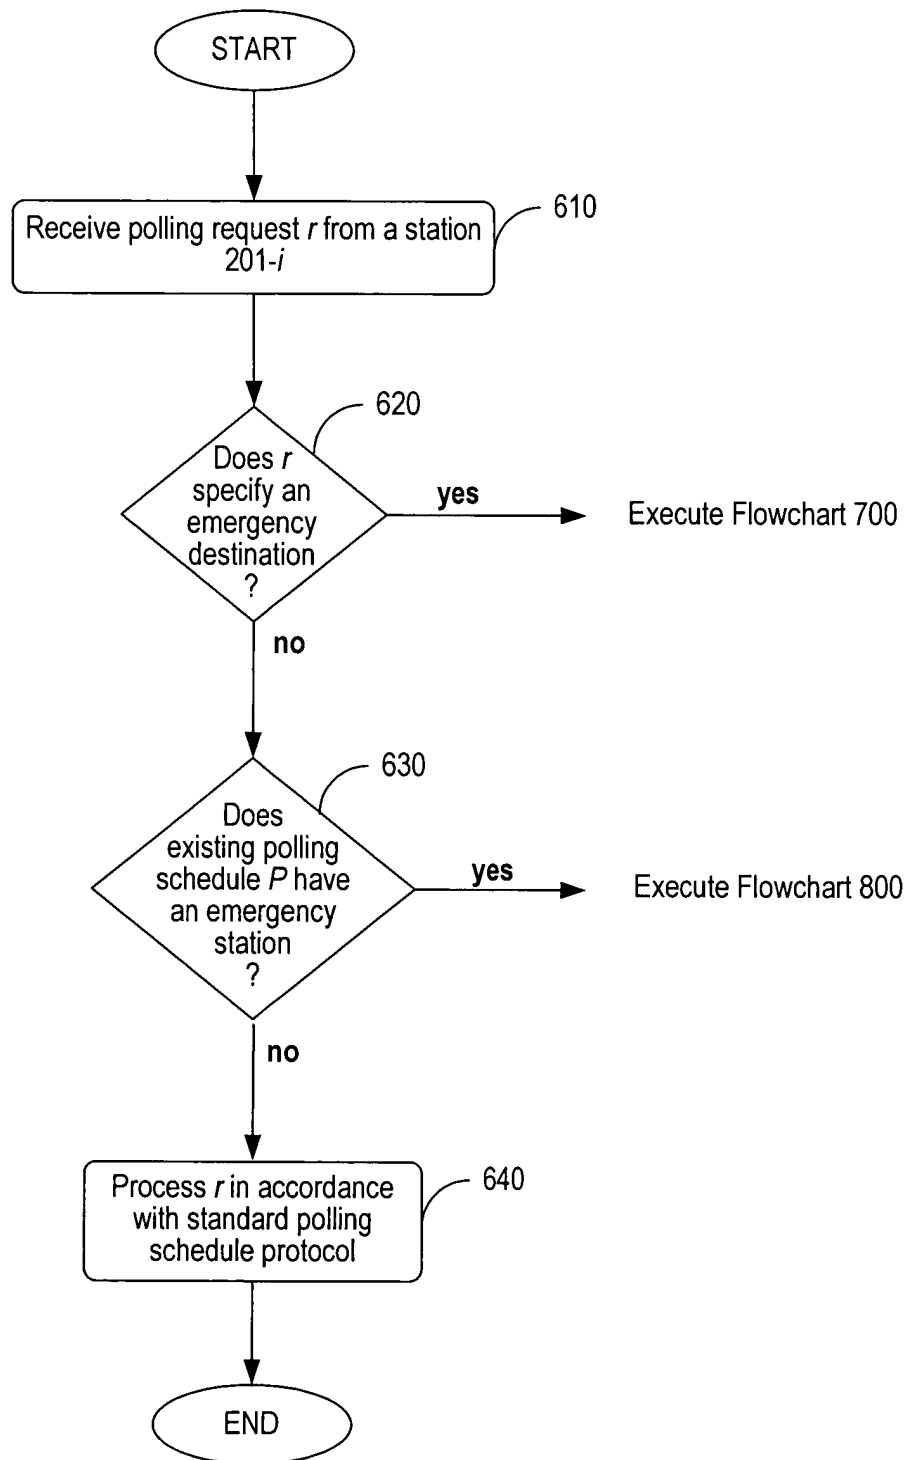 START
Receive polling request r from a station
201-i
610
620
Does r
specify an
emergency
destination
?
yes
Execute Flowchart 700
no
630
Does
existing polling
schedule P have
an emergency
station
?
yes
Execute Flowchart 800
no
Process r in accordance
with standard polling
schedule protocol
640
END